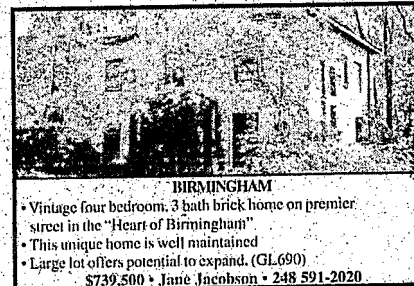 BIRMINGHAM
• Vintage four bedroom, 3 bath brick home on premier
street in the "Heart of Birmingham"
• This unique home is well maintained
• Large lot offers potential to expand. (GL690)
$739,500 • Jane Jacobson • 248 591-2020